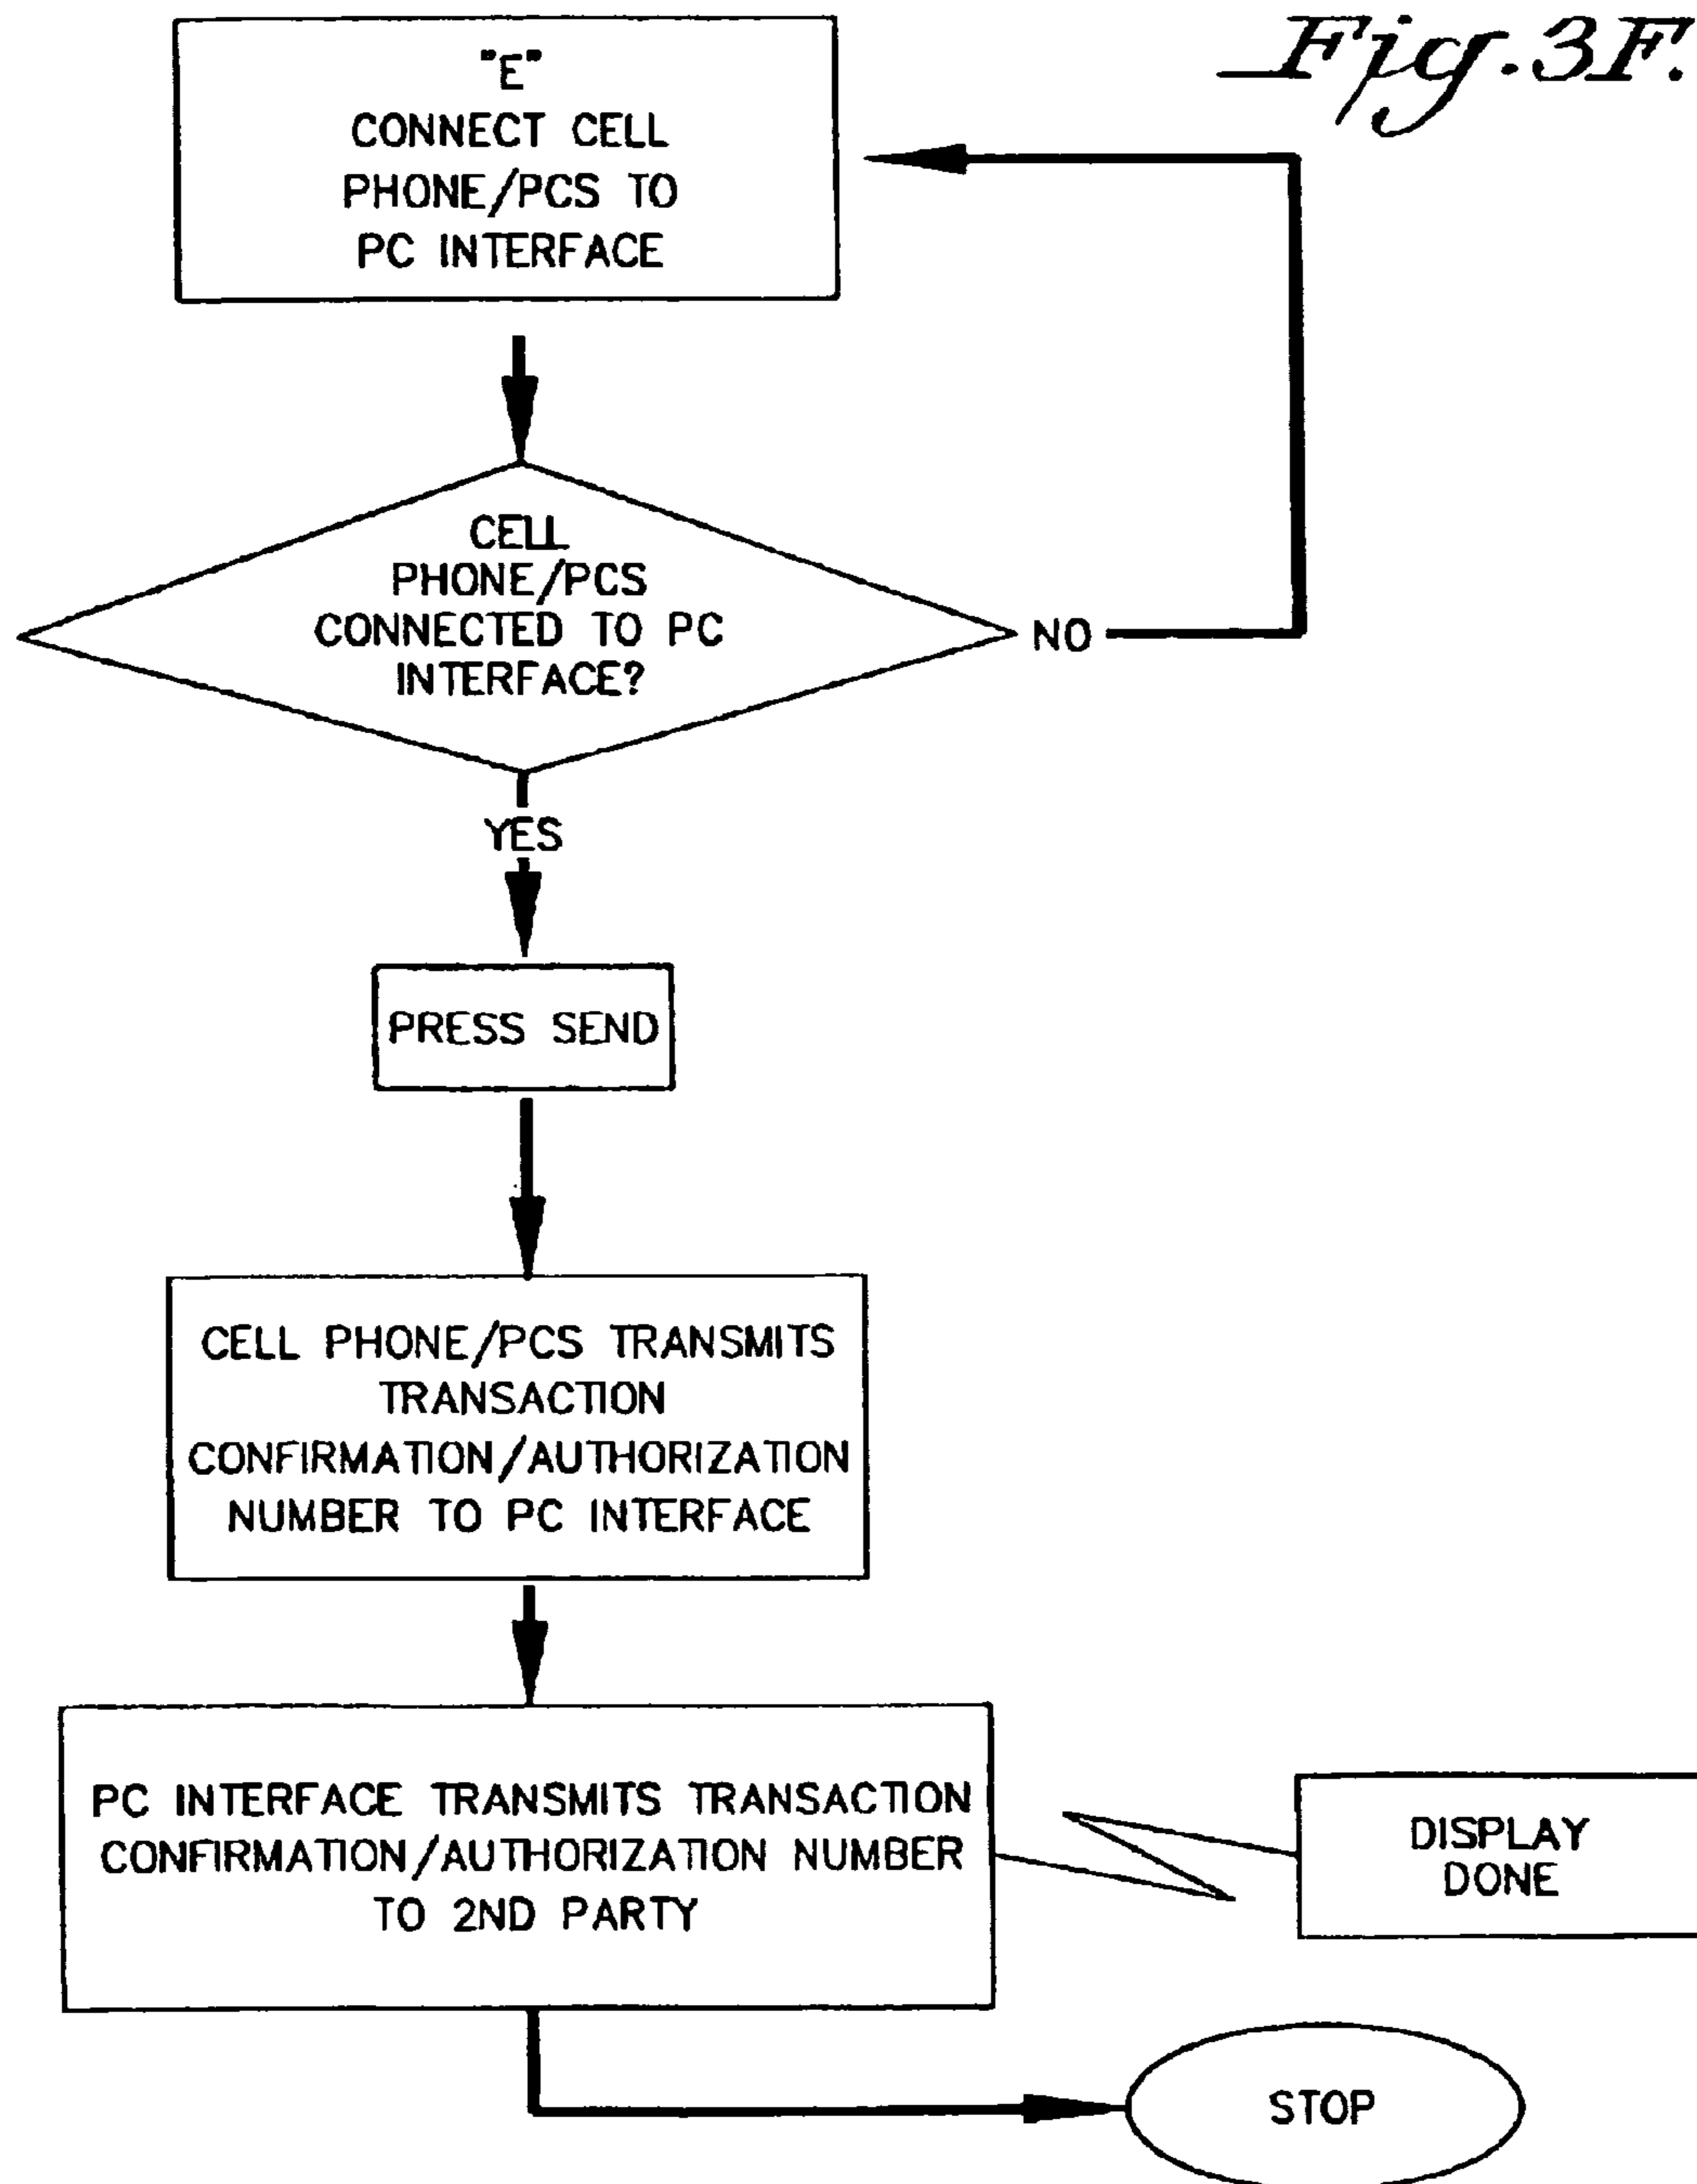 Fig. 3F.
"E"
CONNECT CELL
PHONE/PCS TO
PC INTERFACE
CELL
PHONE/PCS
CONNECTED TO PC
INTERFACE?
NO
YES
PRESS SEND
CELL PHONE/PCS TRANSMITS
TRANSACTION
CONFIRMATION/AUTHORIZATION
NUMBER TO PC INTERFACE
PC INTERFACE TRANSMITS TRANSACTION
CONFIRMATION/AUTHORIZATION NUMBER
TO 2ND PARTY
DISPLAY
DONE
STOP